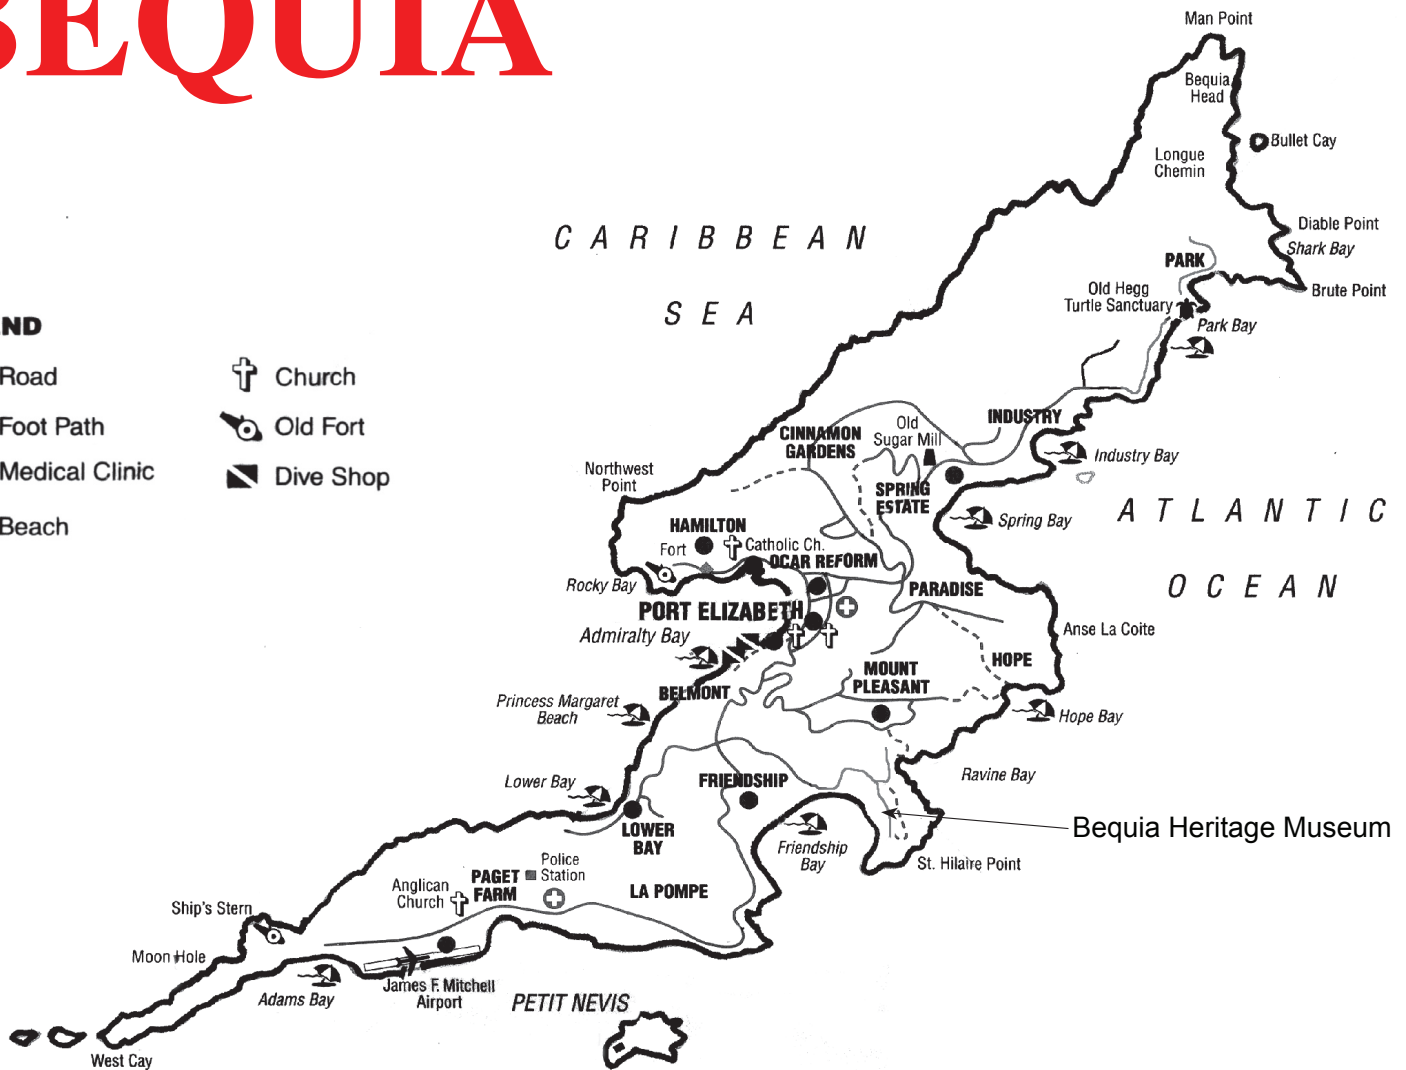 BEQUIA
Man Point
Bequia
Head
Bullet Cay
Longue
Chemin
Diable Point
Shark Bay
CARIBBEAN
SEA
PARK
Old Hegg
Turtle Sanctuary
Brute Point
Park Bay
ND
Road
Foot Path
Medical Clinic
Beach
Church
Old Fort
Dive Shop
INDUSTRY
Old
Sugar Mill
CINNAMON
GARDENS
Industry Bay
Northwest
Point
SPRING
ESTATE
Spring Bay
ATLANTIC
OCEAN
HAMILTON
Fort
Catholic Ch.
OCAR REFORM
Rocky Bay
PARADISE
PORT ELIZABETH
Admiralty Bay
Anse La Coite
HOPE
MOUNT
PLEASANT
BELMONT
Princess Margaret
Beach
Hope Bay
Ravine Bay
Lower Bay
FRIENDSHIP
LOWER
BAY
Bequia Heritage Museum
Friendship
Bay
St. Hilaire Point
Police
Station
PAGET
FARM
LA POMPE
Anglican
Church
Ship's Stern
Moon Hole
Adams Bay
James F. Mitchell
Airport
PETIT NEVIS
West Cay